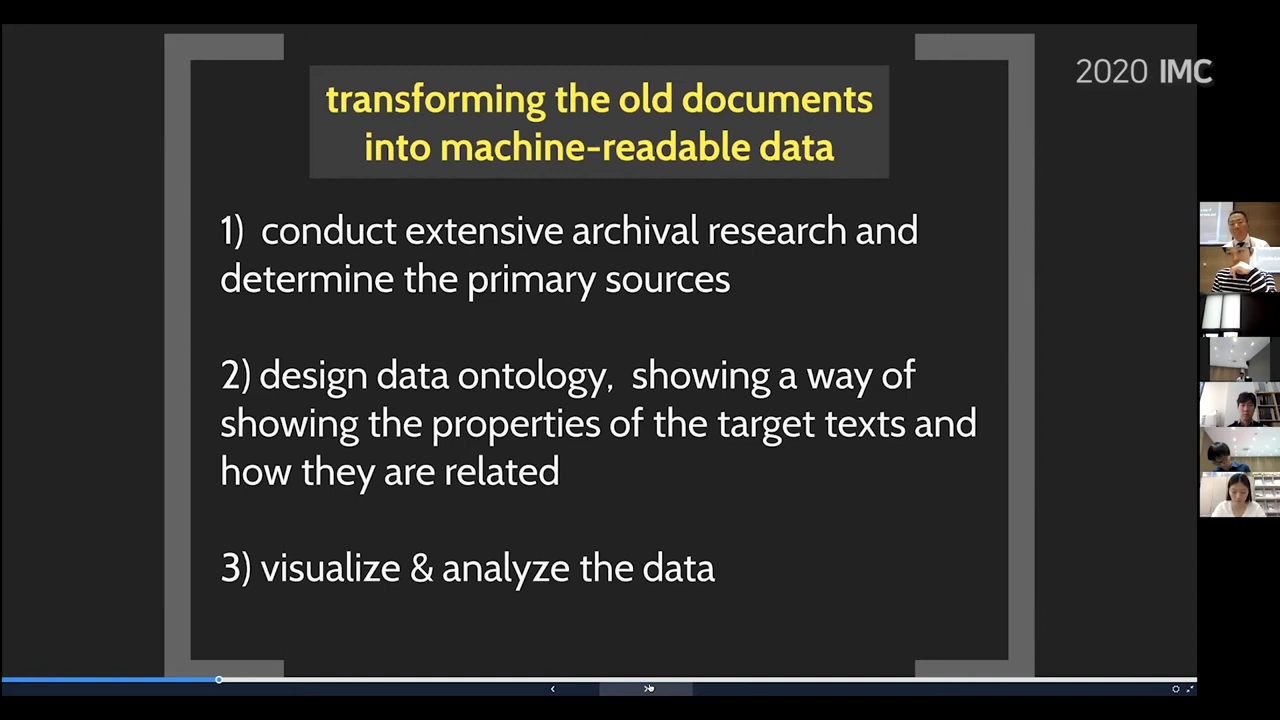 2020 IMC
transforming the old documents
into machine-readable data
1) conduct extensive archival research and
determine the primary sources
2) design data ontology, showing a way of
showing the properties of the target texts and
how they are related
3) visualize & analyze the data